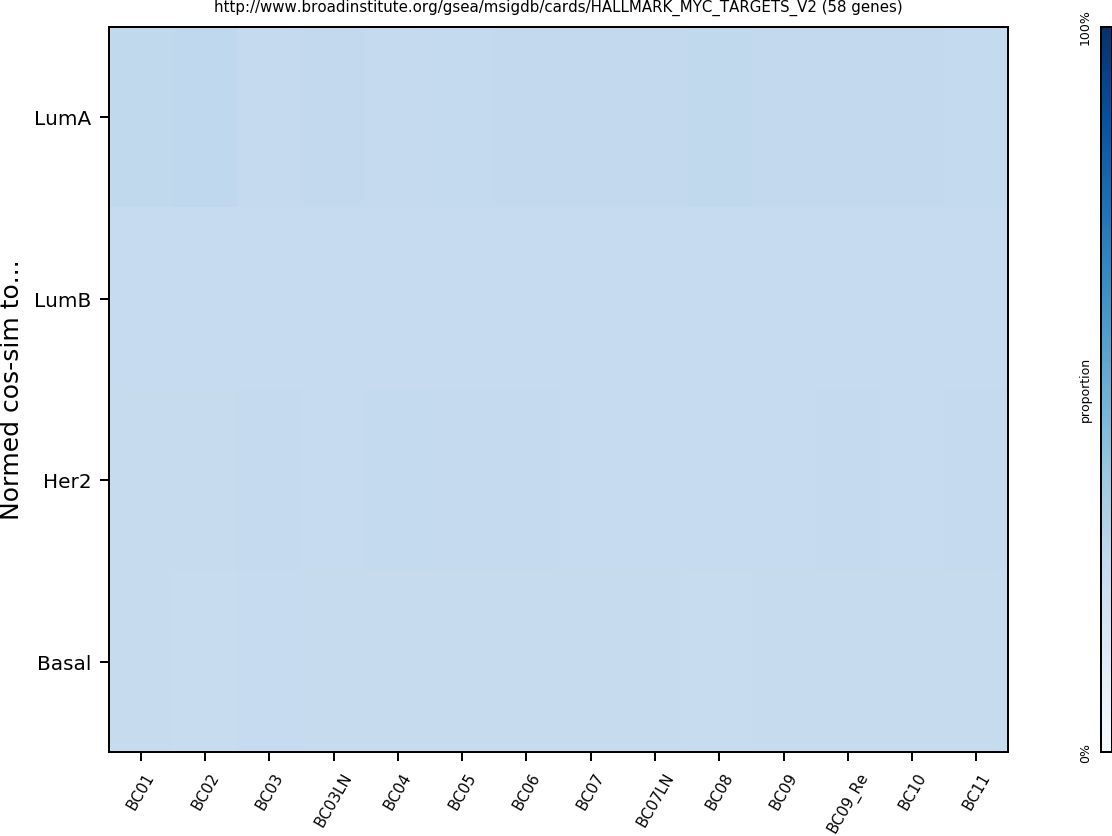 http://www.broadinstitute.org/gsea/msigdb/cards/HALLMARK_MYC_TARGETS_V2 (58 genes)
100%
LumA
LumB
Normed cos-sim to...
proportion
Her2
Basal
0%
BC01
BC02
BC03
BC03LN
BC04
BC05
BC06
BC07
BC07LN
BC08
BC09
BC09_Re
BC10
BC11